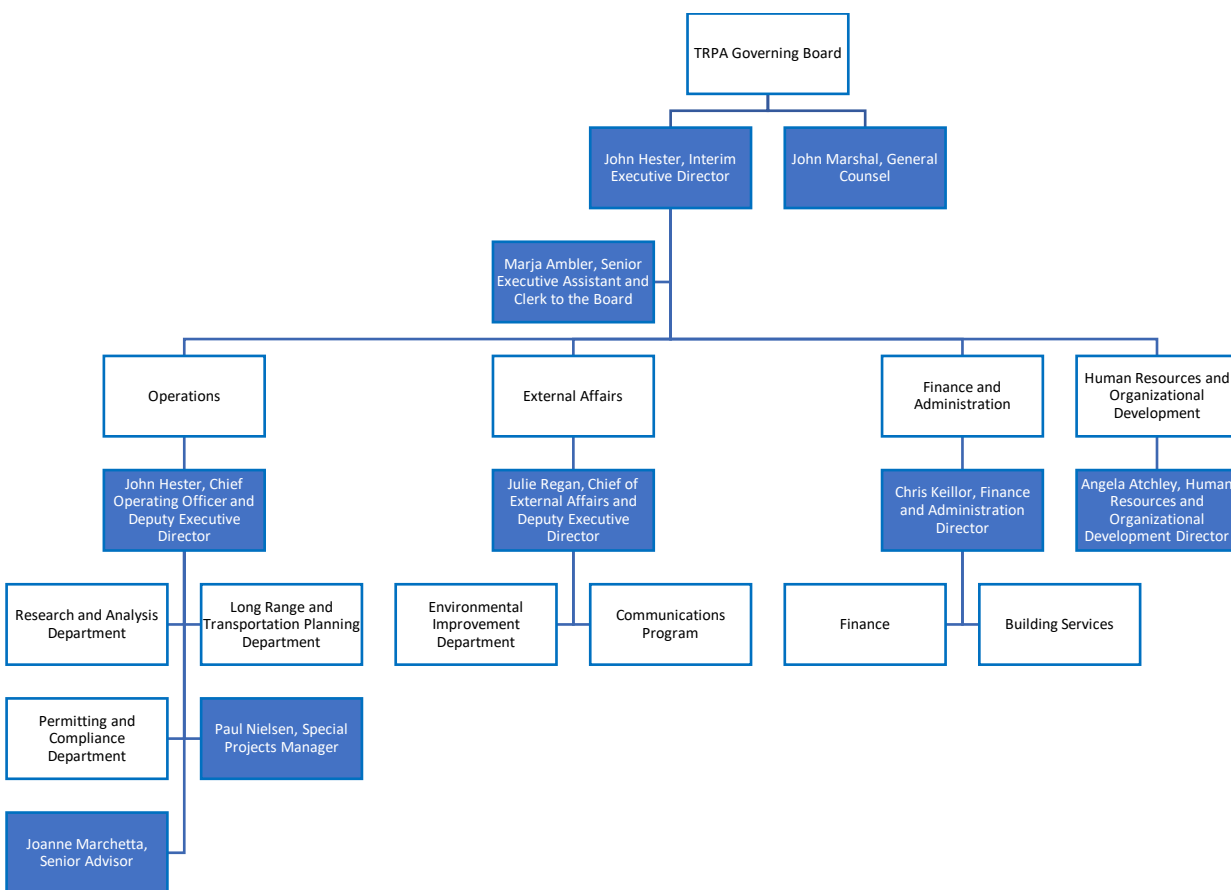 TRPA Governing Board
John Hester, Interim
Executive Director
John Marshal, General
Counsel
Marja Ambler, Senior
Executive Assistant and
Clerk to the Board
Operations
External Affairs
Finance and
Administration
Human Resources and
Organizational
Development
John Hester, Chief
Operating Officer and
Deputy Executive
Director
Julie Regan, Chief of
External Affairs and
Deputy Executive
Director
Chris Keillor, Finance
and Administration
Director
Angela Atchley, Human
Resources and
Organizational
Development Director
Research and Analysis
Department
Long Range and
Transportation Planning
Department
Environmental
Improvement
Department
Communications
Program
Finance
Building Services
Permitting and
Compliance
Department
Paul Nielsen, Special
Projects Manager
Joanne Marchetta,
Senior Advisor